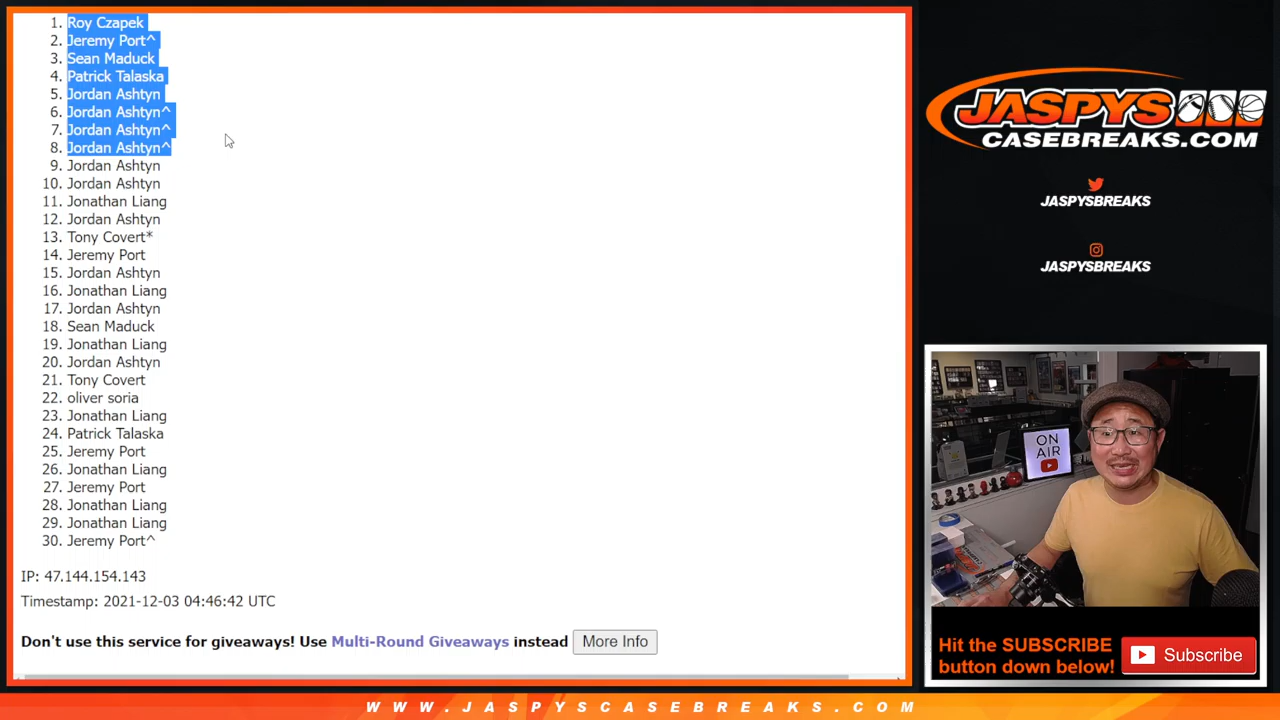 1. Roy Czapek
2. Jeremy Port^
3. Sean Maduck
4. Patrick Talaska
5. Jordan Ashtyn
6. Jordan Ashtyn^
7. Jordan Ashtyn^
8. Jordan Ashtyn^
9. Jordan Ashtyn
10. Jordan Ashtyn
11. Jonathan Liang
12. Jordan Ashtyn
13. Tony Covert*
14. Jeremy Port
15. Jordan Ashtyn
16. Jonathan Liang
17. Jordan Ashtyn
18. Sean Maduck
19. Jonathan Liang
20. Jordan Ashtyn
21. Tony Covert
22. oliver soria
23. Jonathan Liang
24. Patrick Talaska
25. Jeremy Port
26. Jonathan Liang
27. Jeremy Port
28. Jonathan Liang
29. Jonathan Liang
30. Jeremy Port^
IP: 47.144.154.143
Timestamp: 2021-12-03 04:46:42 UTC
Don't use this service for giveaways! Use Multi-Round Giveaways instead More Info
JASPYS
CASEBREAKS.COM
JASPYSBREAKS
JASPYSBREAKS
ON
AIR
Hit the SUBSCRIBE
button down below!
Subscribe
WWW.JASPYSCASEBREAKS.COM